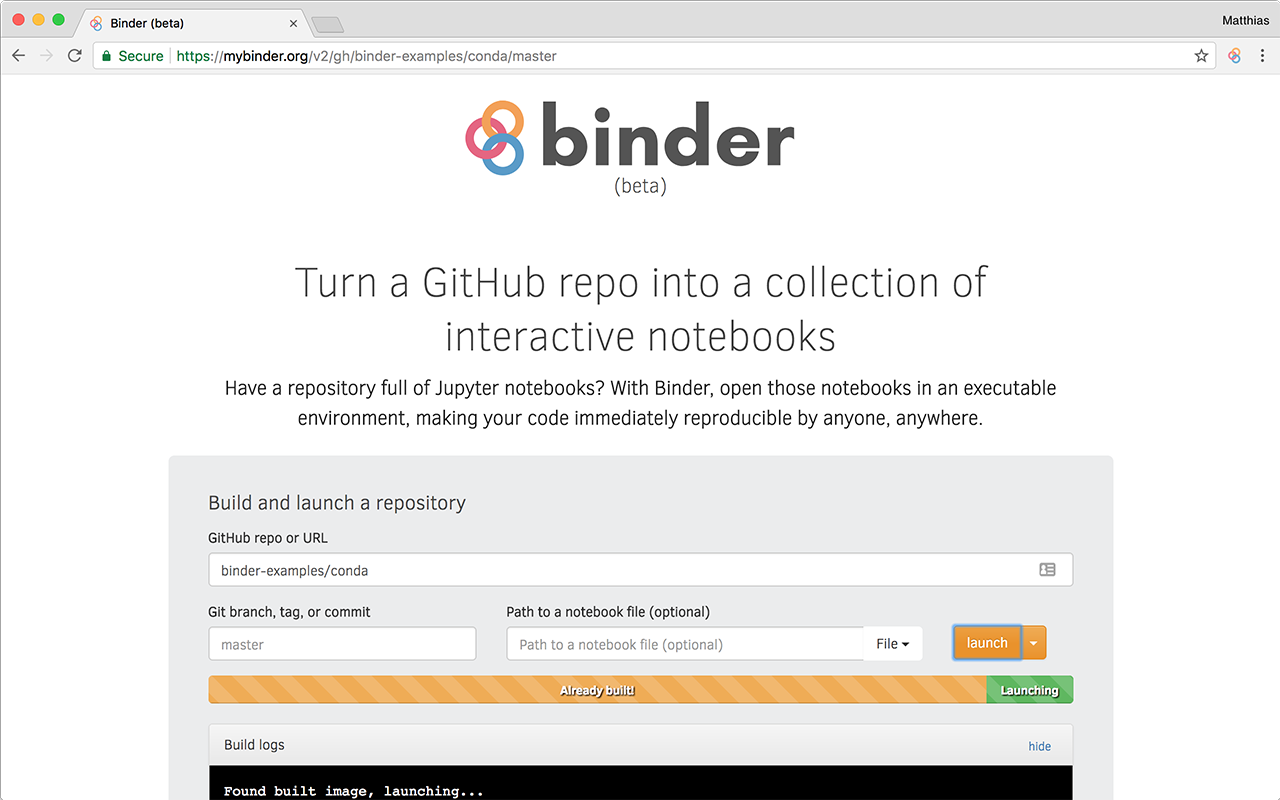 Binder (beta)
Matthias
Secure
https://mybinder.org/v2/gh/binder-examples/conda/master
binder
(beta)
Turn a GitHub repo into a collection of
interactive notebooks
Have a repository full of Jupyter notebooks? With Binder, open those notebooks in an executable
environment, making your code immediately reproducible by anyone, anywhere.
Build and launch a repository
GitHub repo or URL
binder-examples/conda
Git branch, tag, or commit
Path to a notebook file (optional)
master
Path to a notebook file (optional)
File
launch
Already built!
Launching
Build logs
hide
Found built image, launching...